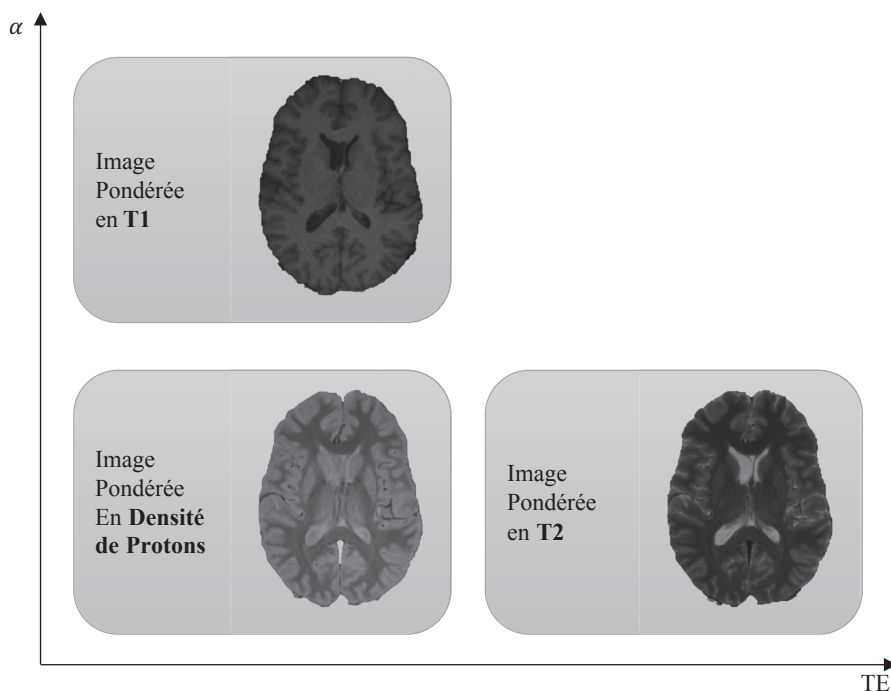 α
Image
Pondérée
en T1
Image
Pondérée
En Densité
de Protons
Image
Pondérée
en T2
TE